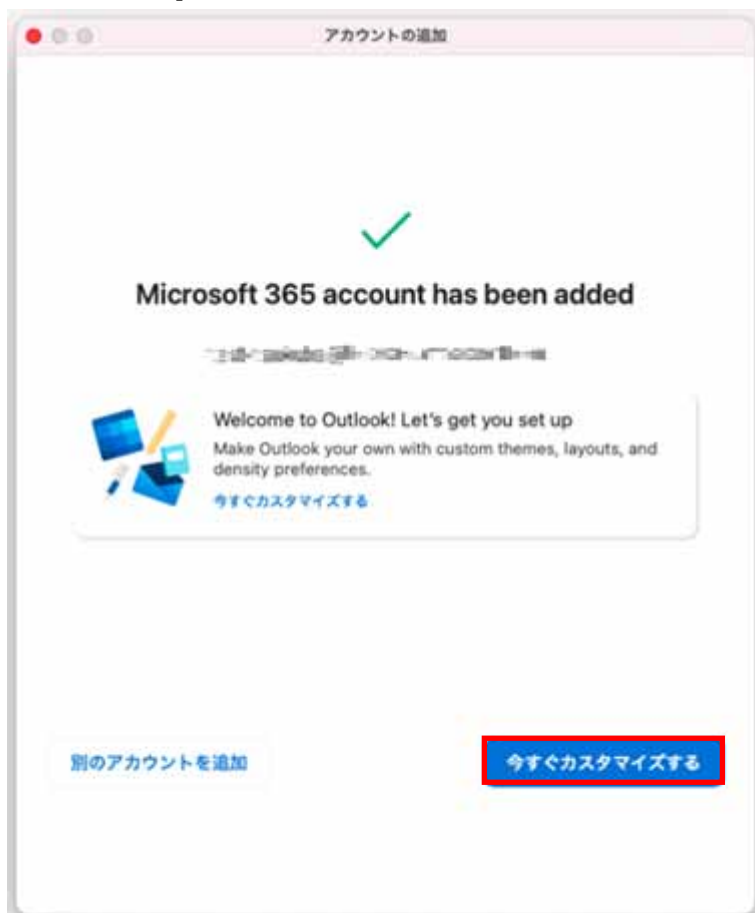 アカウントの追加
Microsoft 365 account has been added
Welcome to Outlook! Let's get you set up
Make Outlook your own with custom themes, layouts, and
density preferences.
今すぐカスタマイズする
別のアカウントを追加
今すぐカスタマイズする